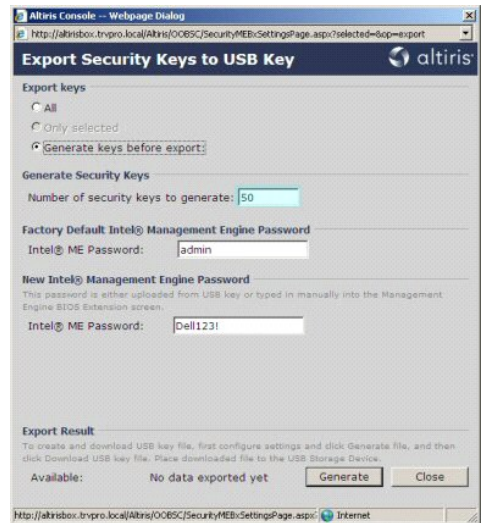 Altiris Console -- Webpage Dialog
http://altirisbox.trvpro.local/Altiris/OOBSC/SecurityMEBxSettingsPage.aspx?selected=&op=export
Export Security Keys to USB Key
altiris
Export keys
All
Only selected
Generate keys before export:
Generate Security Keys
Number of security keys to generate: 50
Factory Default Intel® Management Engine Password
Intel® ME Password: admin
New Intel® Management Engine Password
This password is either uploaded from USB key or typed in manually into the Management
Engine BIOS Extension screen.
Intel® ME Password: Dell123!
Export Result
To create and download USB key file, first configure settings and click Generate file, and then
click Download USB key file. Place downloaded file to the USB Storage Device.
Available: No data exported yet Generate Close
http://altirisbox.trvpro.local/Altiris/OOBSC/SecurityMEBxSettingsPage.aspx? Internet